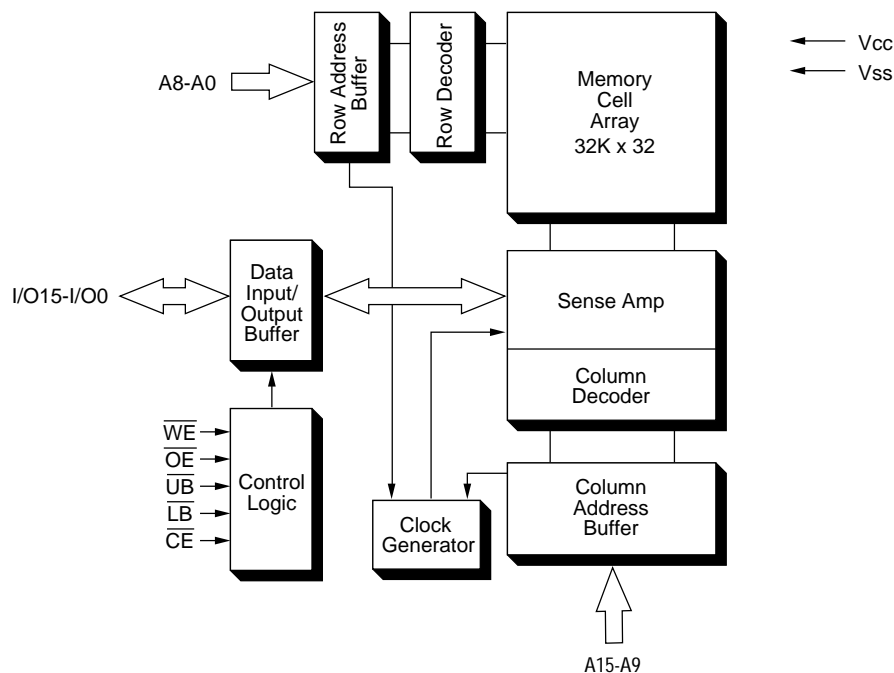 A8-A0
Row Address
Buffer
Row Decoder
Memory
Cell
Array
32K x 32
Vcc
Vss
I/O15-I/O0
Data
Input/
Output
Buffer
Sense Amp
Column
Decoder
WE
OE
UB
LB
CE
Control
Logic
Clock
Generator
Column
Address
Buffer
A15-A9